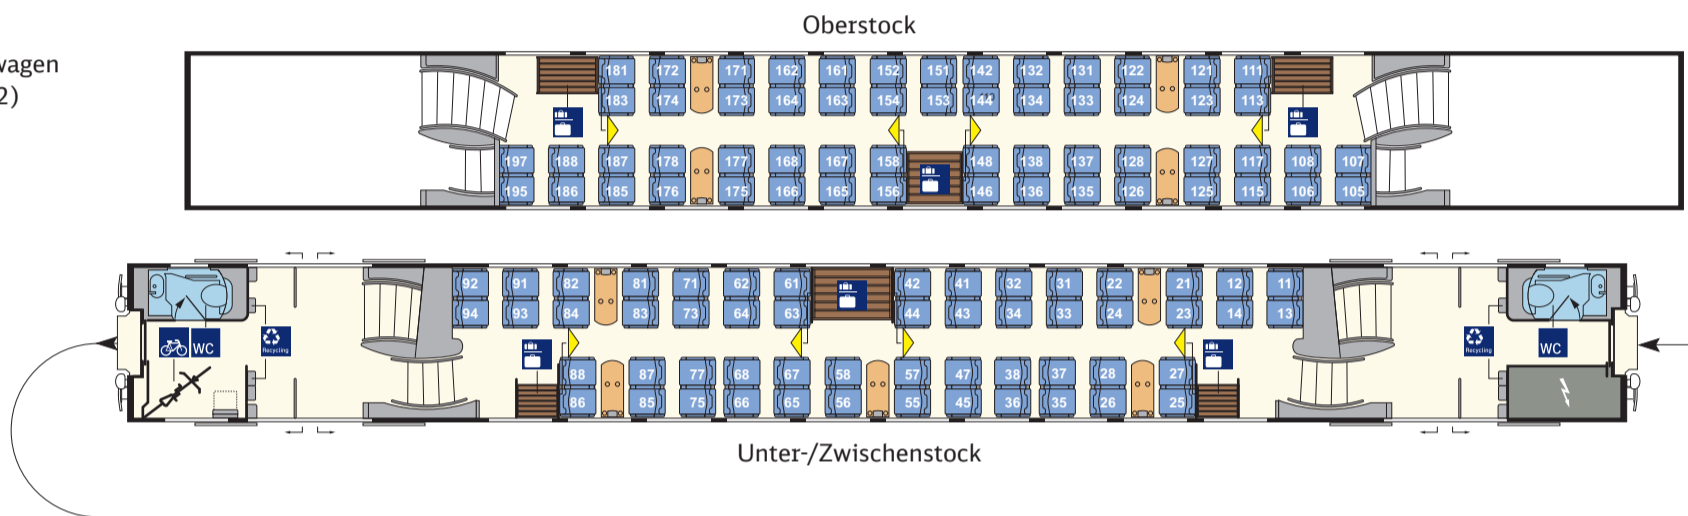 Oberstock
wagen
2)
181 172 171 162 161 152 151 142 132 131 122 121 111
183 174 173 164 163 154 153 144 134 133 124 123 113
197 188 187 178 177 168 167 158 148 138 137 128 127 117 108 107
195 186 185 176 175 166 165 156 146 136 135 126 125 115 106 105
92 91 82 81 71 62 61 42 41 32 31 22 21 12 11
94 93 84 83 73 64 63 44 43 34 33 24 23 14 13
WC Recycling Recycling WC
88 87 77 68 67 58 57 47 38 37 28 27
86 85 75 66 65 56 55 45 36 35 26 25
Unter-/Zwischenstock